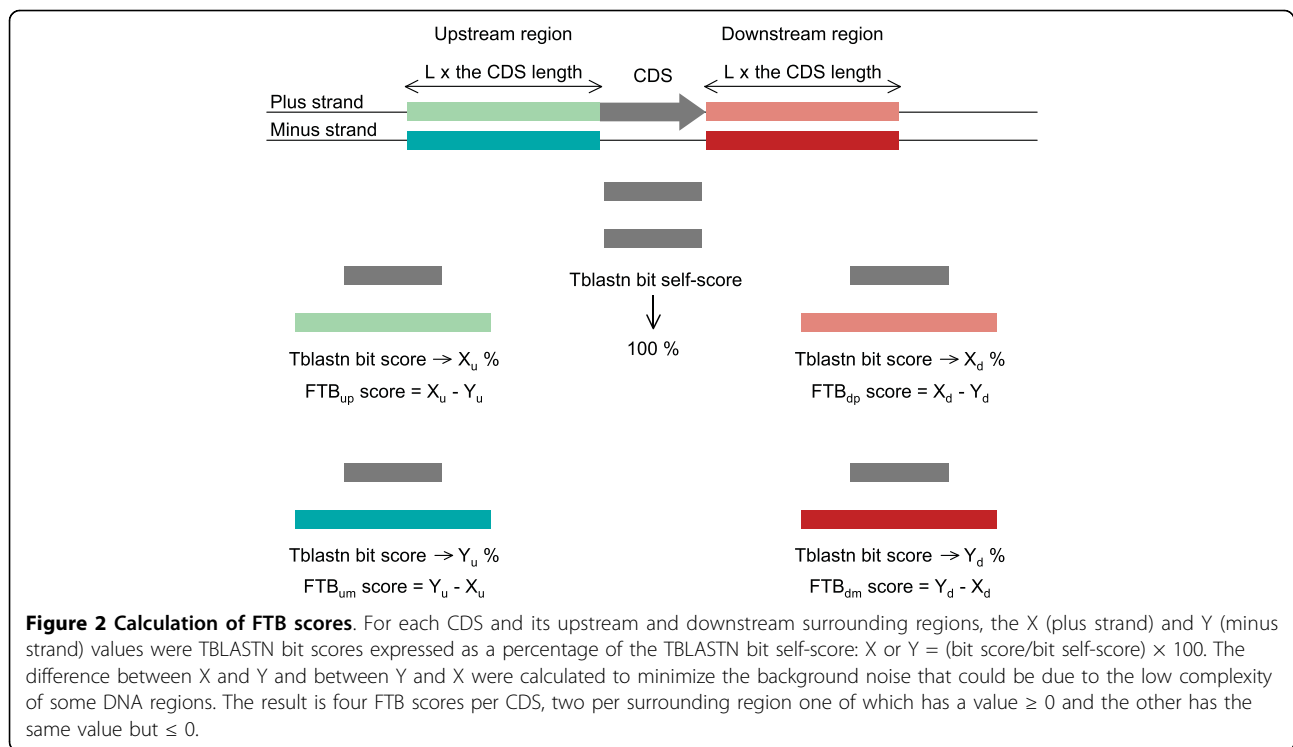 Upstream region Downstream region
L x the CDS length CDS L x the CDS length
Plus strand
Minus strand
Tblastn bit self-score
100 %
Tblastn bit score → Xu % Tblastn bit score → Xd %
FTBup score = Xu - Yu FTBdp score = Xd - Yd
Tblastn bit score → Yu % Tblastn bit score → Yd %
FTBum score = Yu - Xu FTBdm score = Yd - Xd
Figure 2 Calculation of FTB scores. For each CDS and its upstream and downstream surrounding regions, the X (plus strand) and Y (minus
strand) values were TBLASTN bit scores expressed as a percentage of the TBLASTN bit self-score: X or Y = (bit score/bit self-score) × 100. The
difference between X and Y and between Y and X were calculated to minimize the background noise that could be due to the low complexity
of some DNA regions. The result is four FTB scores per CDS, two per surrounding region one of which has a value ≥ 0 and the other has the
same value but ≤ 0.